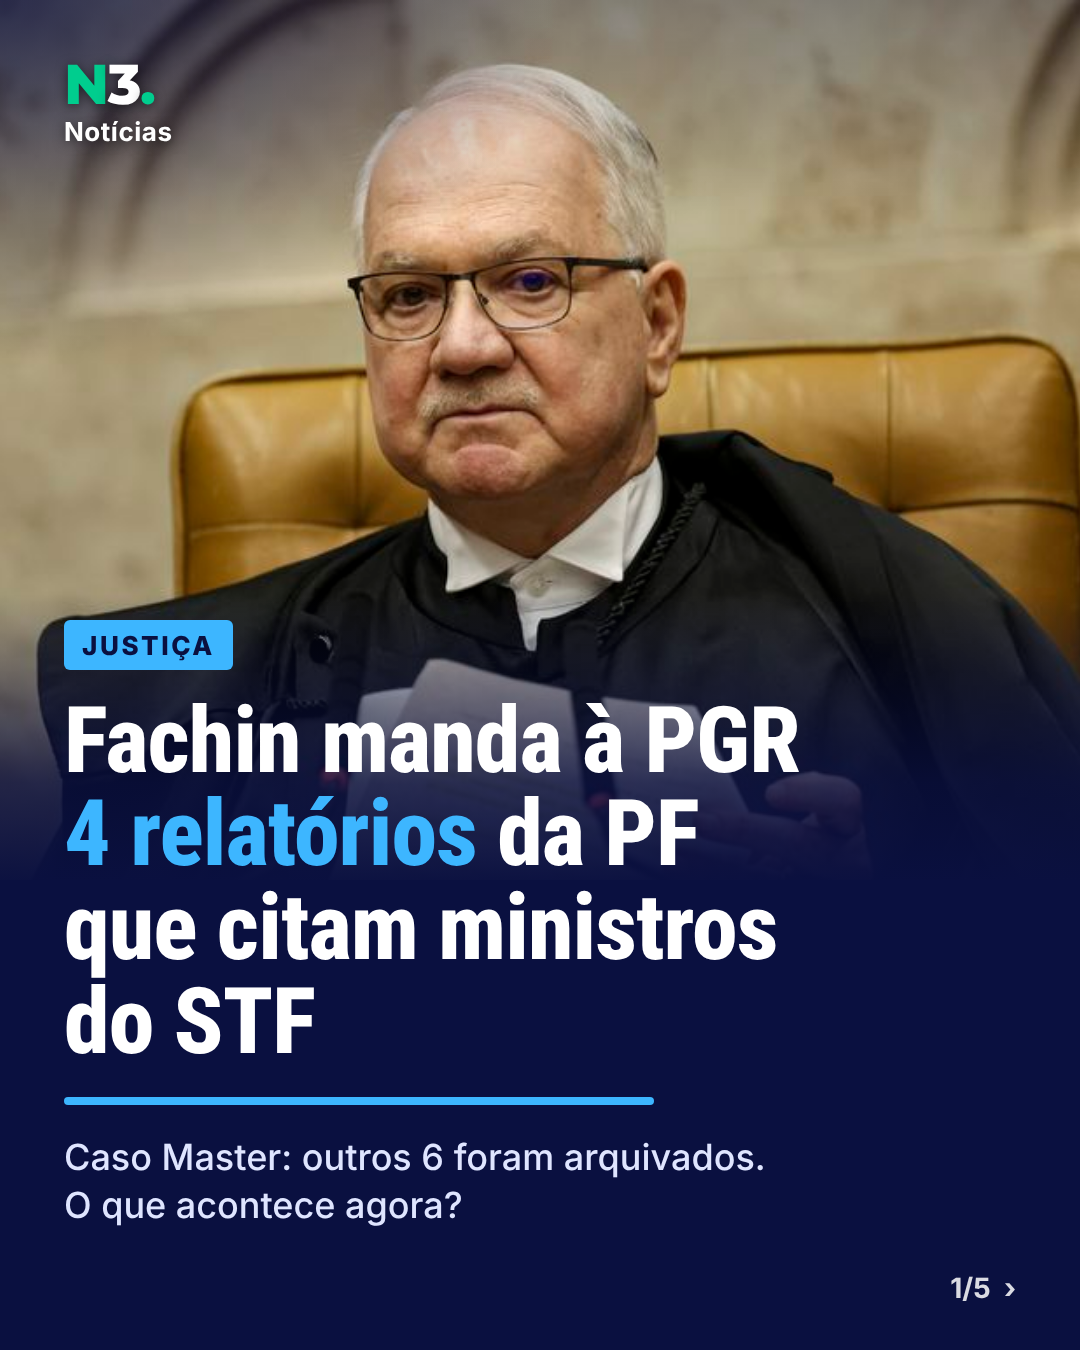 N3.
Notícias
JUSTIÇA
Fachin manda à PGR
4 relatórios da PF
que citam ministros
do STF
Caso Master: outros 6 foram arquivados.
O que acontece agora?
1/5 ›